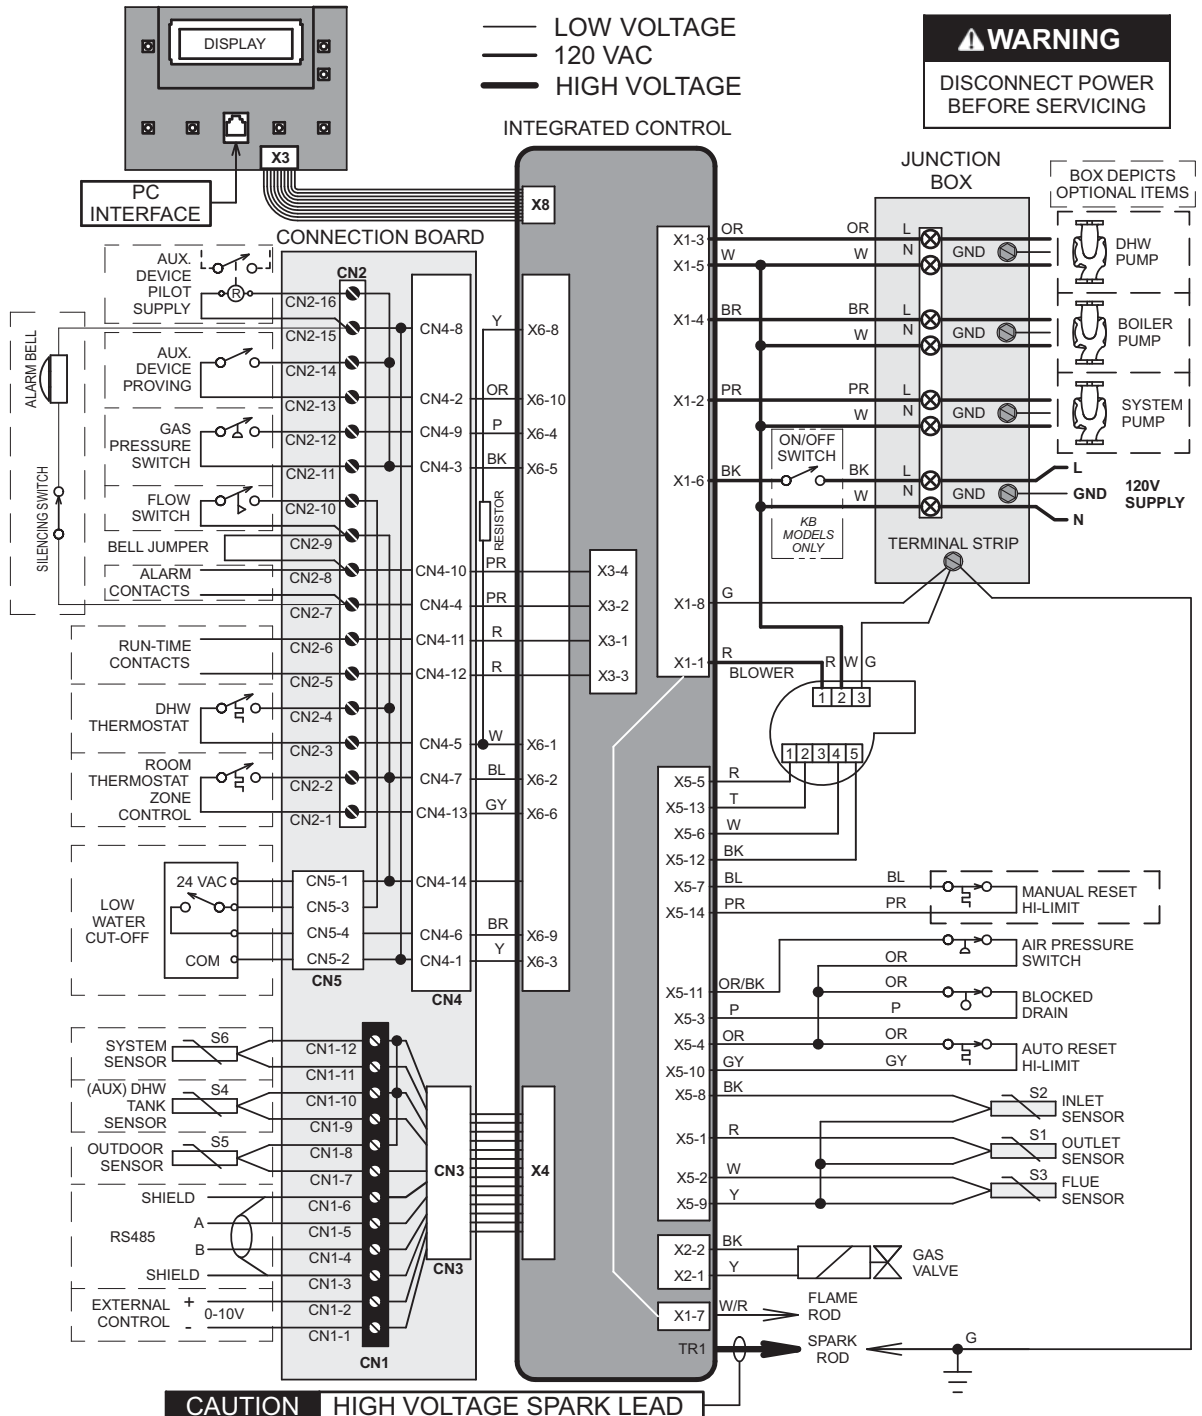 DISPLAY
X3
PC
INTERFACE
LOW VOLTAGE
120 VAC
HIGH VOLTAGE
WARNING
DISCONNECT POWER
BEFORE SERVICING
INTEGRATED CONTROL
X8
JUNCTION
BOX
BOX DEPICTS
OPTIONAL ITEMS
CONNECTION BOARD
CN2
AUX.
DEVICE
PILOT
SUPPLY
R
AUX.
DEVICE
PROVING
GAS
PRESSURE
SWITCH
FLOW
SWITCH
BELL JUMPER
ALARM
CONTACTS
RUN-TIME
CONTACTS
DHW
THERMOSTAT
ROOM
THERMOSTAT
ZONE
CONTROL
ALARM BELL
SILENCING SWITCH
CN2-16
CN2-15
CN2-14
CN2-13
CN2-12
CN2-11
CN2-10
CN2-9
CN2-8
CN2-7
CN2-6
CN2-5
CN2-4
CN2-3
CN2-2
CN2-1
CN4-8 Y X6-8
CN4-2 OR X6-10
CN4-9 P X6-4
CN4-3 BK X6-5
RESISTOR
CN4-10 PR X3-4
CN4-4 PR X3-2
CN4-11 R X3-1
CN4-12 R X3-3
CN4-5 W X6-1
CN4-7 BL X6-2
CN4-13 GY X6-6
CN4-14
CN4-6 BR X6-9
CN4-1 Y X6-3
CN4
LOW
WATER
CUT-OFF
24 VAC
COM
CN5-1
CN5-3
CN5-4
CN5-2
CN5
SYSTEM
SENSOR
S6
(AUX) DHW
TANK
SENSOR
S4
OUTDOOR
SENSOR
S5
SHIELD
A
RS485
B
SHIELD
EXTERNAL
CONTROL
+
0-10V
-
CN1-12
CN1-11
CN1-10
CN1-9
CN1-8
CN1-7
CN1-6
CN1-5
CN1-4
CN1-3
CN1-2
CN1-1
CN1
CN3
CN3
X4
X1-3 OR OR L
X1-5 W W N GND
DHW
PUMP
X1-4 BR BR L
W N GND
BOILER
PUMP
X1-2 PR PR L
W GND
SYSTEM
PUMP
ON/OFF
SWITCH
X1-6 BK BK L
W N GND
KB
MODELS
ONLY
L
GND
N
120V
SUPPLY
TERMINAL STRIP
X1-8 G
X1-1 R
BLOWER
R W G
1 2 3
1 2 3 4 5
X5-5 R
X5-13 T
X5-6 W
X5-12 BK
X5-7 BL BL
X5-14 PR PR
MANUAL RESET
HI-LIMIT
AIR PRESSURE
SWITCH
OR
X5-11 OR/BK OR
X5-3 P P
BLOCKED
DRAIN
X5-4 OR OR
X5-10 GY GY
AUTO RESET
HI-LIMIT
X5-8 BK
S2 INLET
SENSOR
X5-1 R
S1 OUTLET
SENSOR
X5-2 W
X5-9 Y
S3 FLUE
SENSOR
X2-2 BK
X2-1 Y
GAS
VALVE
X1-7 W/R
FLAME
ROD
TR1
SPARK
ROD
G
CAUTION HIGH VOLTAGE SPARK LEAD